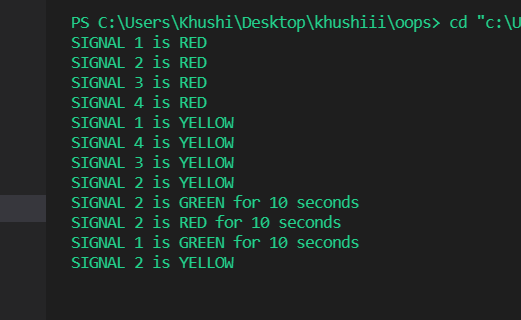 PS C:\Users\Khushi\Desktop\khushiii\oops> cd "c:\U
SIGNAL 1 is RED
SIGNAL 2 is RED
SIGNAL 3 is RED
SIGNAL 4 is RED
SIGNAL 1 is YELLOW
SIGNAL 4 is YELLOW
SIGNAL 3 is YELLOW
SIGNAL 2 is YELLOW
SIGNAL 2 is GREEN for 10 seconds
SIGNAL 2 is RED for 10 seconds
SIGNAL 1 is GREEN for 10 seconds
SIGNAL 2 is YELLOW